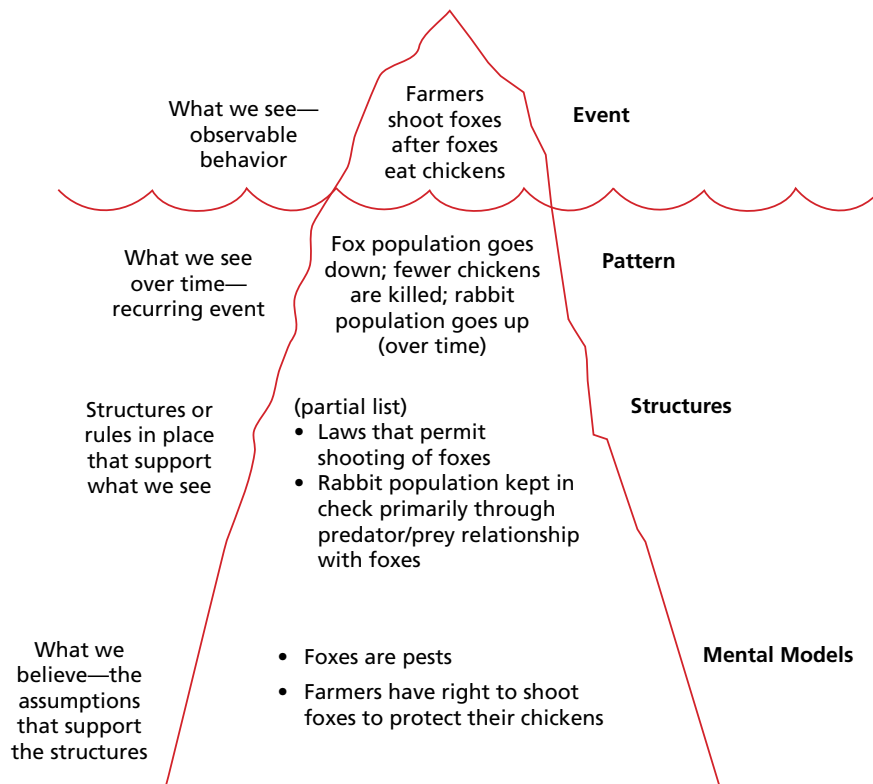 What we see—
observable
behavior
Farmers
shoot foxes
after foxes
eat chickens
Event
What we see
over time—
recurring event
Fox population goes
down; fewer chickens
are killed; rabbit
population goes up
(over time)
Pattern
Structures or
rules in place
that support
what we see
(partial list)
• Laws that permit
shooting of foxes
• Rabbit population kept in
check primarily through
predator/prey relationship
with foxes
Structures
What we
believe—the
assumptions
that support
the structures
• Foxes are pests
• Farmers have right to shoot
foxes to protect their chickens
Mental Models